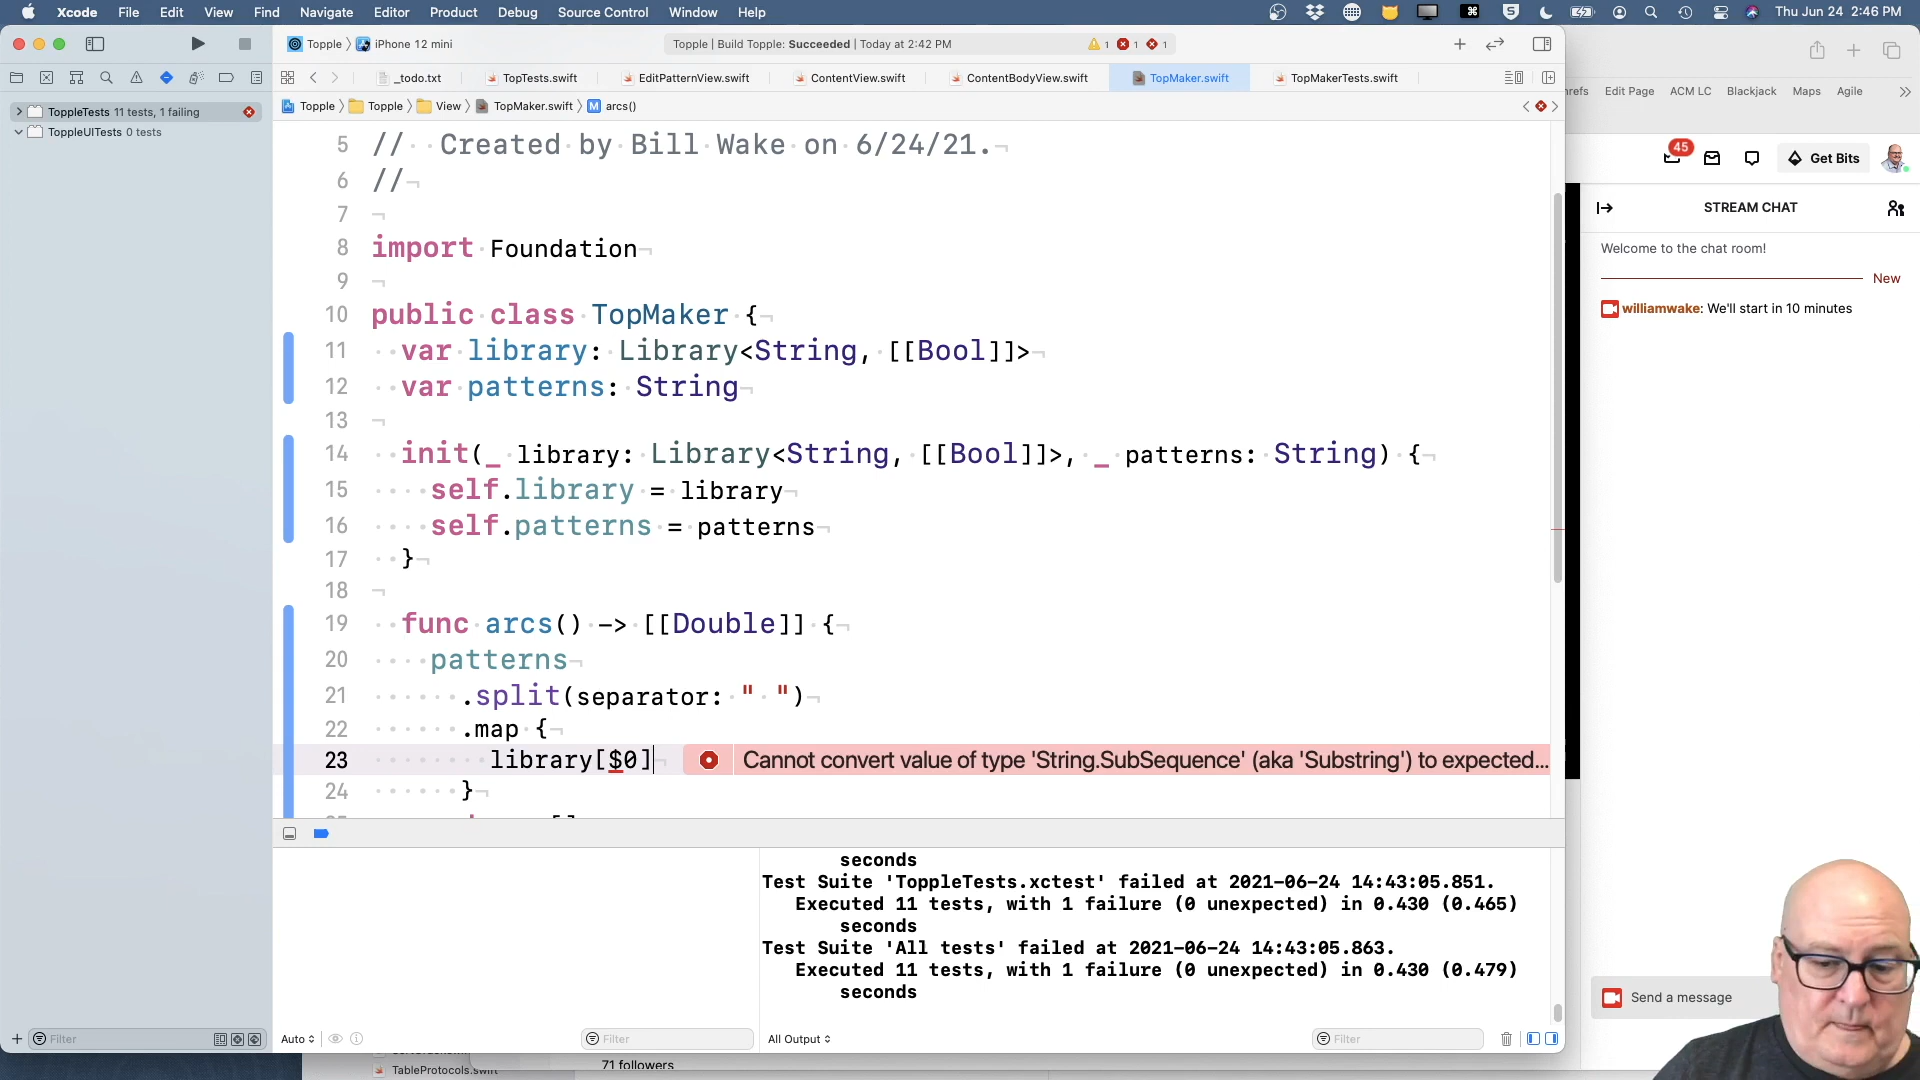 Xcode File Edit View Find Navigate Editor Product Debug Source Control Window Help
Thu Jun 24 2:46 PM
Topple iPhone 12 mini
Topple | Build Topple: Succeeded | Today at 2:42 PM
1 1 1
_todo.txt TopTests.swift EditPatternView.swift ContentView.swift ContentBodyView.swift TopMaker.swift TopMakerTests.swift
Topple Topple View TopMaker.swift M arcs()
ToppleTests 11 tests, 1 failing
ToppleUITests 0 tests
5 // Created by Bill Wake on 6/24/21.
6 //
7
8 import Foundation
9
10 public class TopMaker {
11 var library: Library<String, [[Bool]]>
12 var patterns: String
13
14 init(_ library: Library<String, [[Bool]]>, _ patterns: String) {
15 self.library = library
16 self.patterns = patterns
17 }
18
19 func arcs() -> [[Double]] {
20 patterns
21 .split(separator: " ")
22 .map {
23 library[$0]
Cannot convert value of type 'String.SubSequence' (aka 'Substring') to expected...
24 }
seconds
Test Suite 'ToppleTests.xctest' failed at 2021-06-24 14:43:05.851.
Executed 11 tests, with 1 failure (0 unexpected) in 0.430 (0.465)
seconds
Test Suite 'All tests' failed at 2021-06-24 14:43:05.863.
Executed 11 tests, with 1 failure (0 unexpected) in 0.430 (0.479)
seconds
Filter
Auto
Filter
All Output
Filter
TableProtocols.swift
71 followers
Edit Page ACM LC Blackjack Maps Agile
45
Get Bits
STREAM CHAT
Welcome to the chat room!
New
williamwake: We'll start in 10 minutes
Send a message